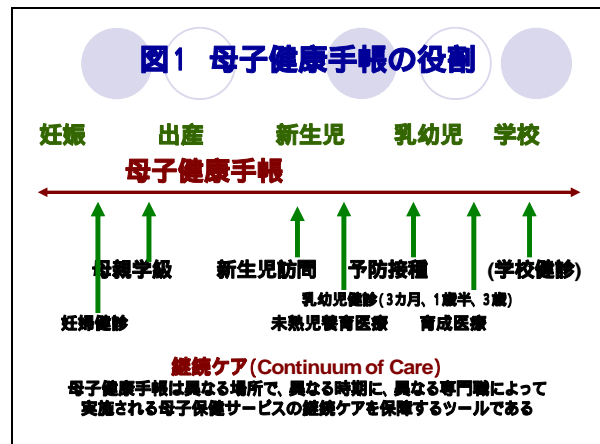 図1 母子健康手帳の役割
妊娠 出産 新生児 乳幼児 学校
母子健康手帳
母親学級 新生児訪問 予防接種 (学校健診)
乳幼児健診(3カ月、1歳半、3歳)
妊婦健診 未熟児養育医療 育成医療
継続ケア(Continuum of Care)
母子健康手帳は異なる場所で、異なる時期に、異なる専門職によって
実施される母子保健サービスの継続ケアを保障するツールである